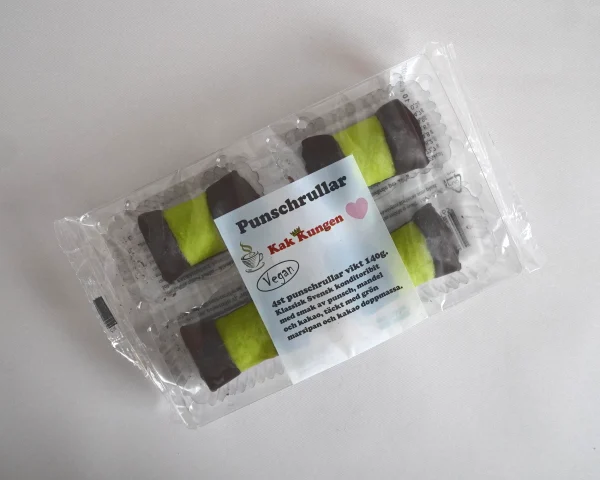 Punschrullar
Kak Kungen
Vegan
4st punschrullar vikt 140g.
Klassisk Svensk konditoribit
med smak av punsch, mandel
och kakao, täckt med grön
marsipan och kakao doppmassa.